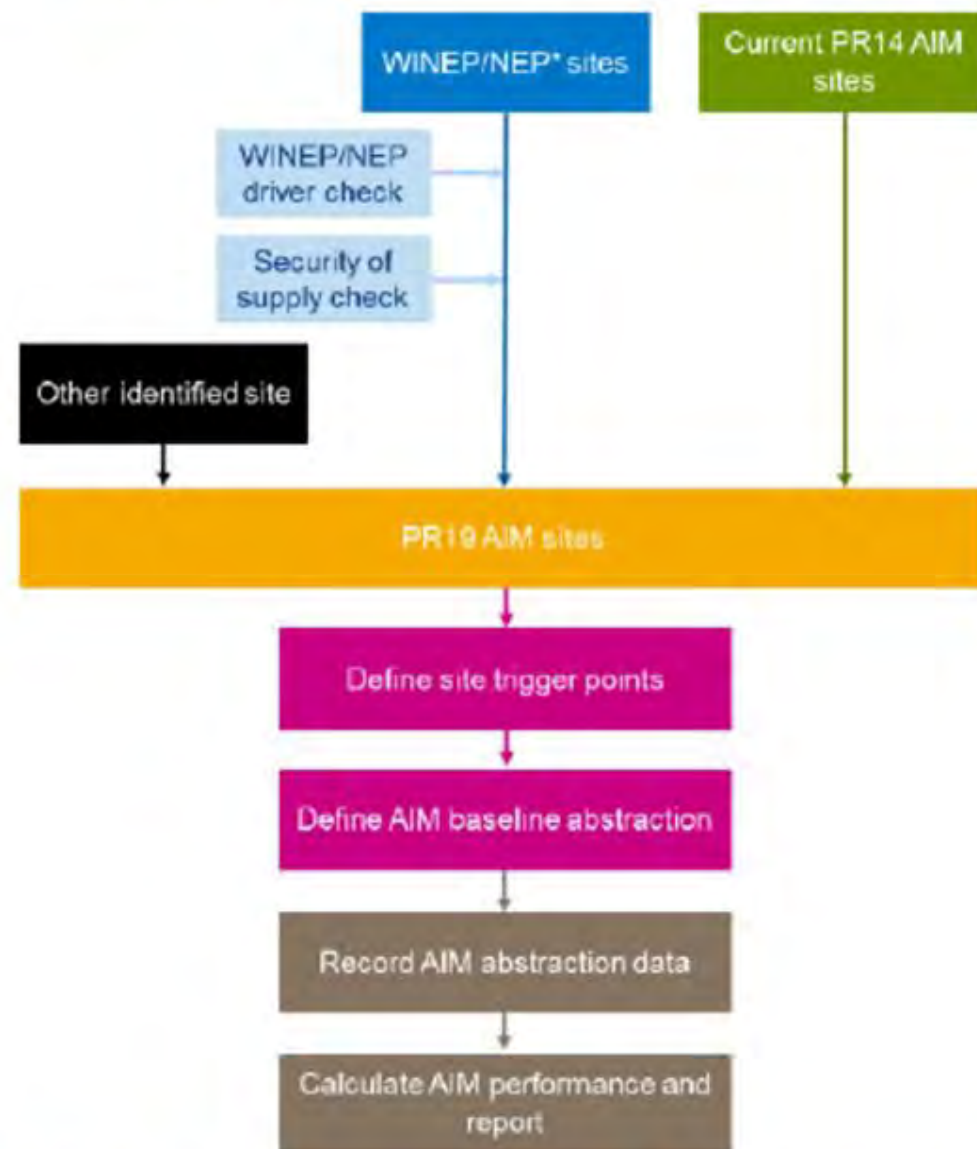 WINEP/NEP* sites
Current PR14 AIM
sites
WINEP/NEP
driver check
Security of
supply check
Other identified site
PR19 AIM sites
Define site trigger points
Define AIM baseline abstraction
Record AIM abstraction data
Calculate AIM performance and
report